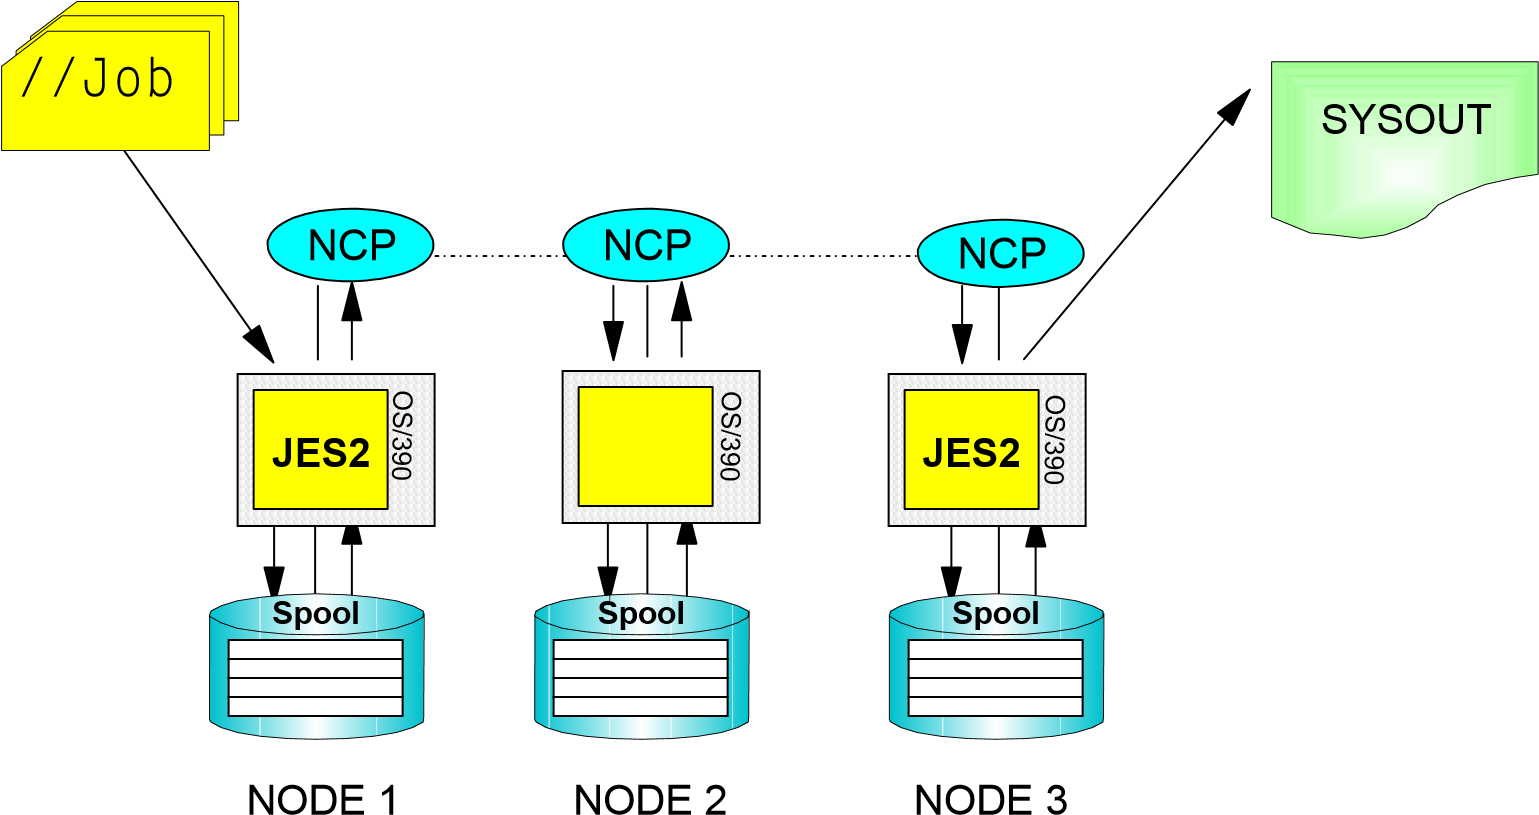 //Job
SYSOUT
NCP
NCP
NCP
JES2
OS/390
OS/390
JES2
OS/390
Spool
Spool
Spool
NODE 1
NODE 2
NODE 3